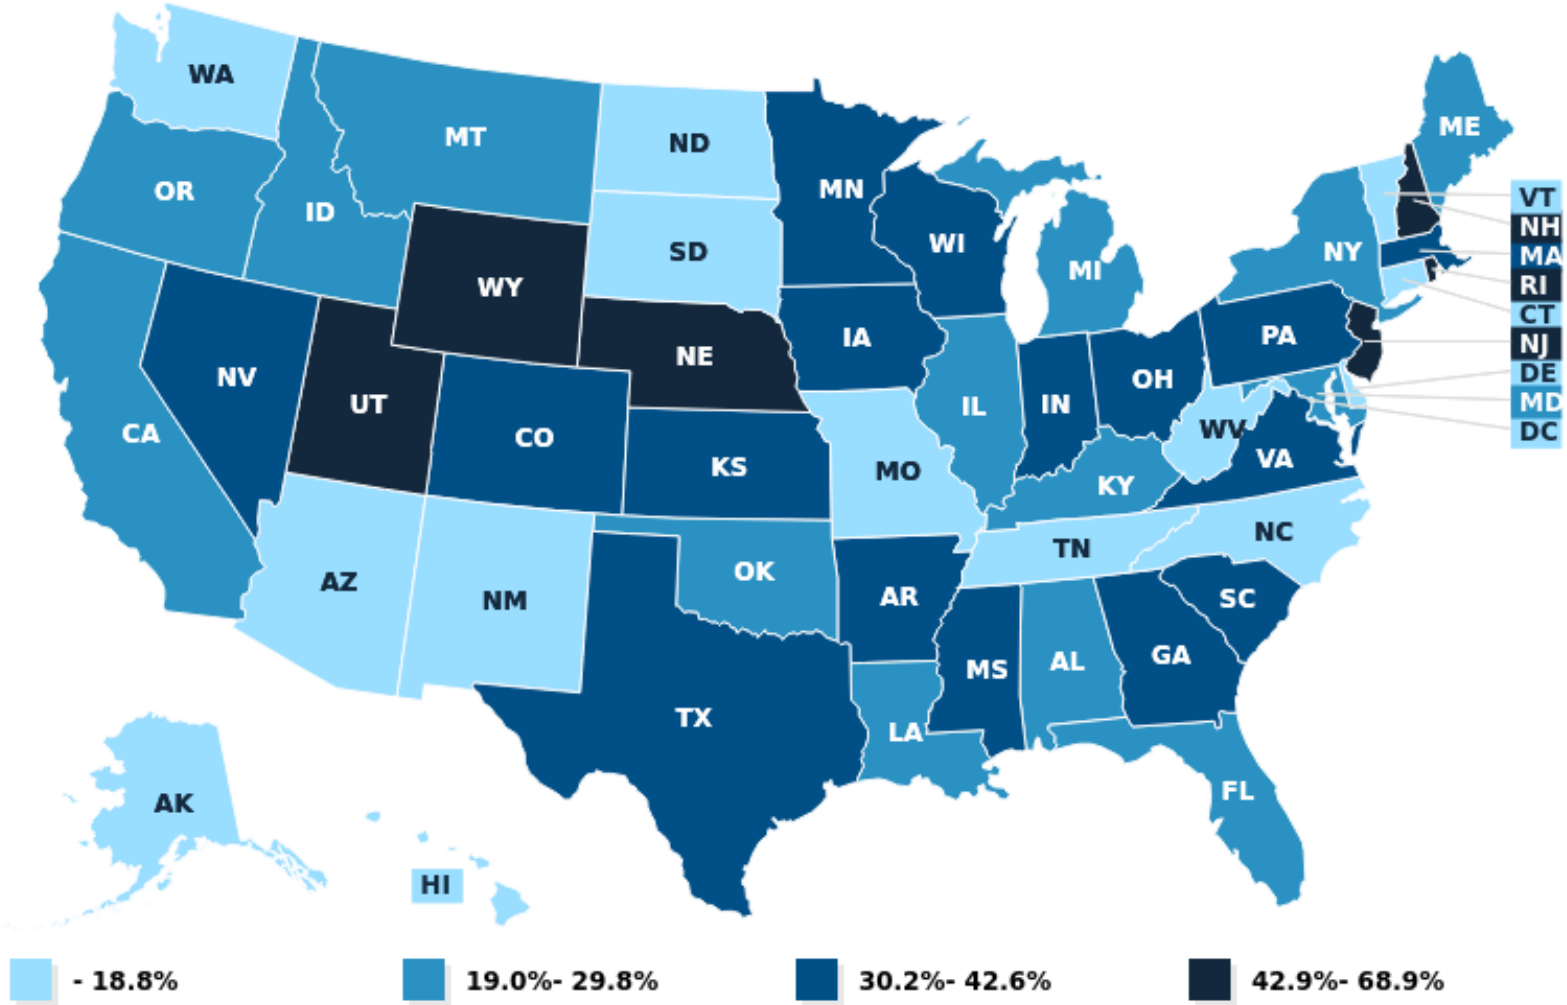 WA
MT
ND
ME
OR
ID
MN
VT
NH
SD
WI
NY
MA
MI
RI
WY
CT
IA
PA
NJ
NE
DE
NV
OH
MD
UT
IN
IL
DC
CA
CO
WV
VA
KS
MO
KY
NC
TN
OK
AZ
NM
AR
SC
GA
AL
MS
TX
LA
FL
AK
HI
- 18.8%
19.0%- 29.8%
30.2%- 42.6%
42.9%- 68.9%